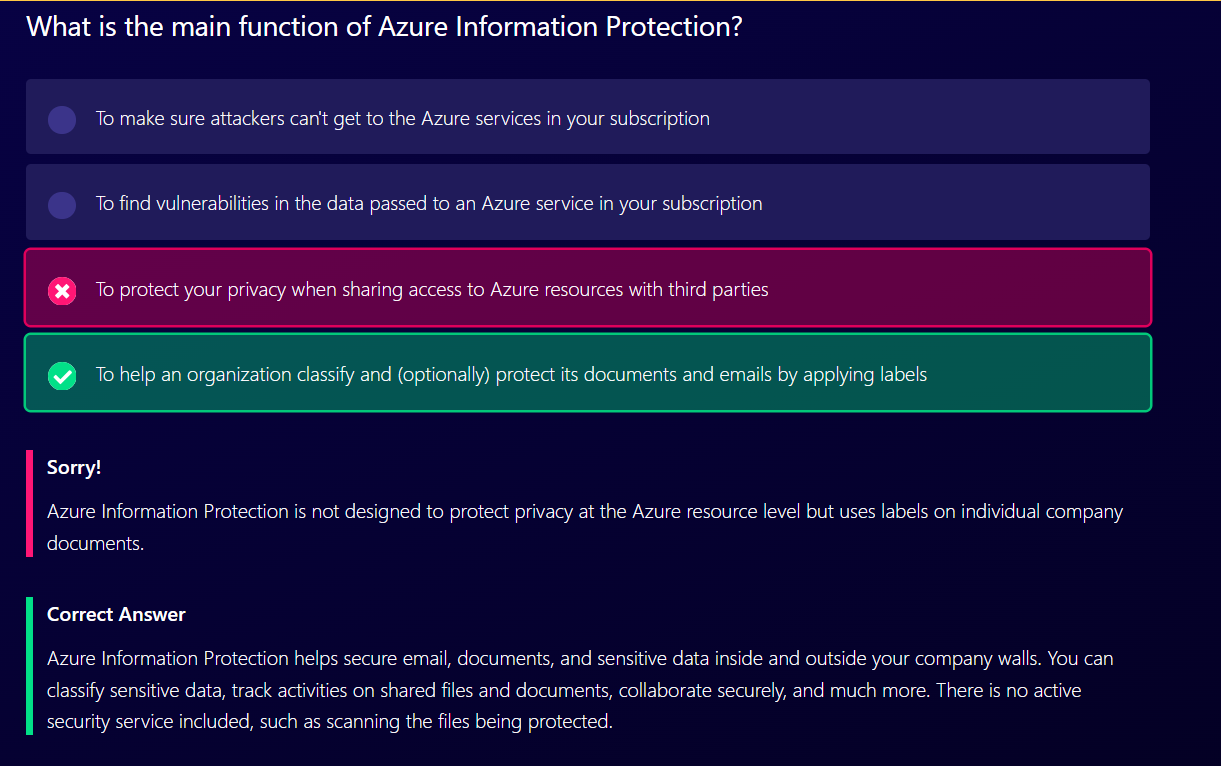 What is the main function of Azure Information Protection?
To make sure attackers can't get to the Azure services in your subscription
To find vulnerabilities in the data passed to an Azure service in your subscription
To protect your privacy when sharing access to Azure resources with third parties
To help an organization classify and (optionally) protect its documents and emails by applying labels
Sorry!
Azure Information Protection is not designed to protect privacy at the Azure resource level but uses labels on individual company
documents.
Correct Answer
Azure Information Protection helps secure email, documents, and sensitive data inside and outside your company walls. You can
classify sensitive data, track activities on shared files and documents, collaborate securely, and much more. There is no active
security service included, such as scanning the files being protected.